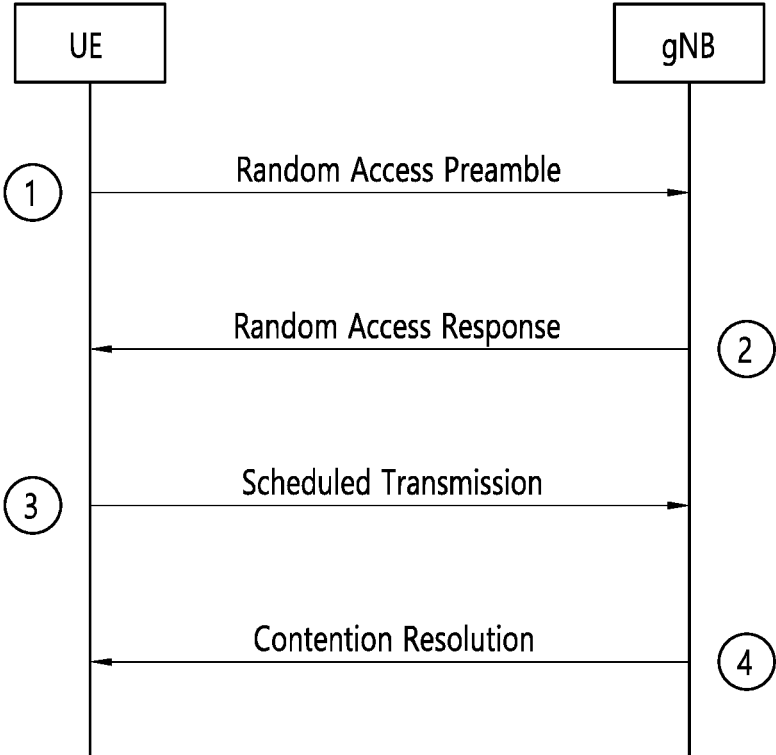 UE
gNB
Random Access Preamble
1
Random Access Response
2
Scheduled Transmission
3
Contention Resolution
4